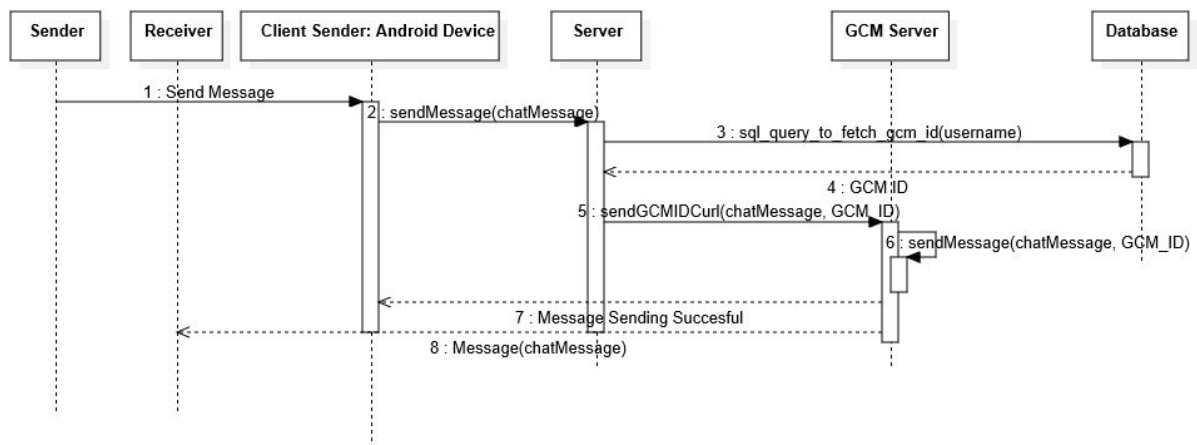 Sender
Receiver
Client Sender: Android Device
Server
GCM Server
Database
1 : Send Message
2 : sendMessage(chatMessage)
3 : sql_query_to_fetch_gcm_id(username)
4 : GCM ID
5 : sendGCMIDCurl(chatMessage, GCM_ID)
6 : sendMessage(chatMessage, GCM_ID)
7 : Message Sending Succesful
8 : Message(chatMessage)